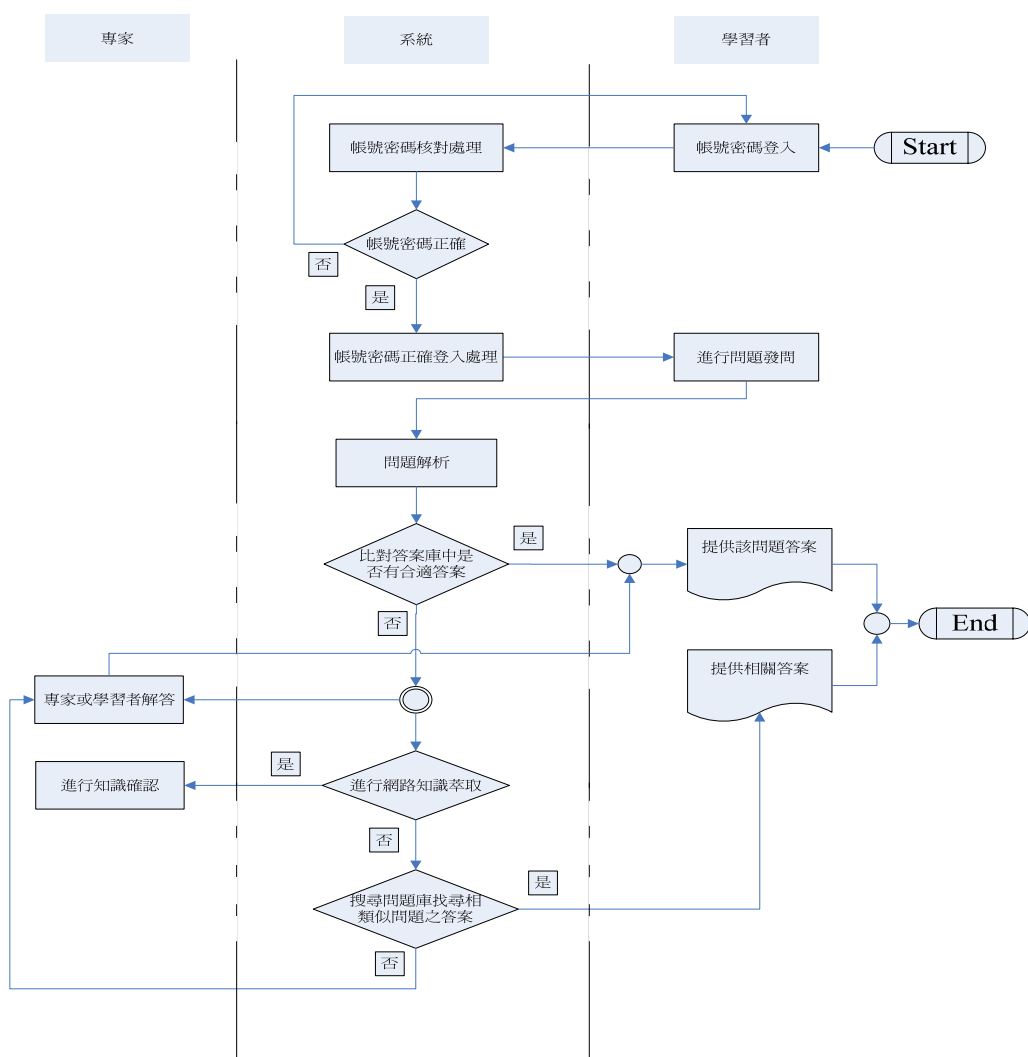 專家
系統
學習者
帳號密碼核對處理
帳號密碼登入
Start
帳號密碼正確
否
是
帳號密碼正確登入處理
進行問題發問
問題解析
比對答案庫中是
否有合適答案
是
否
提供該問題答案
End
提供相關答案
專家或學習者解答
進行知識確認
是
進行網路知識萃取
否
搜尋問題庫找尋相
類似問題之答案
是
否